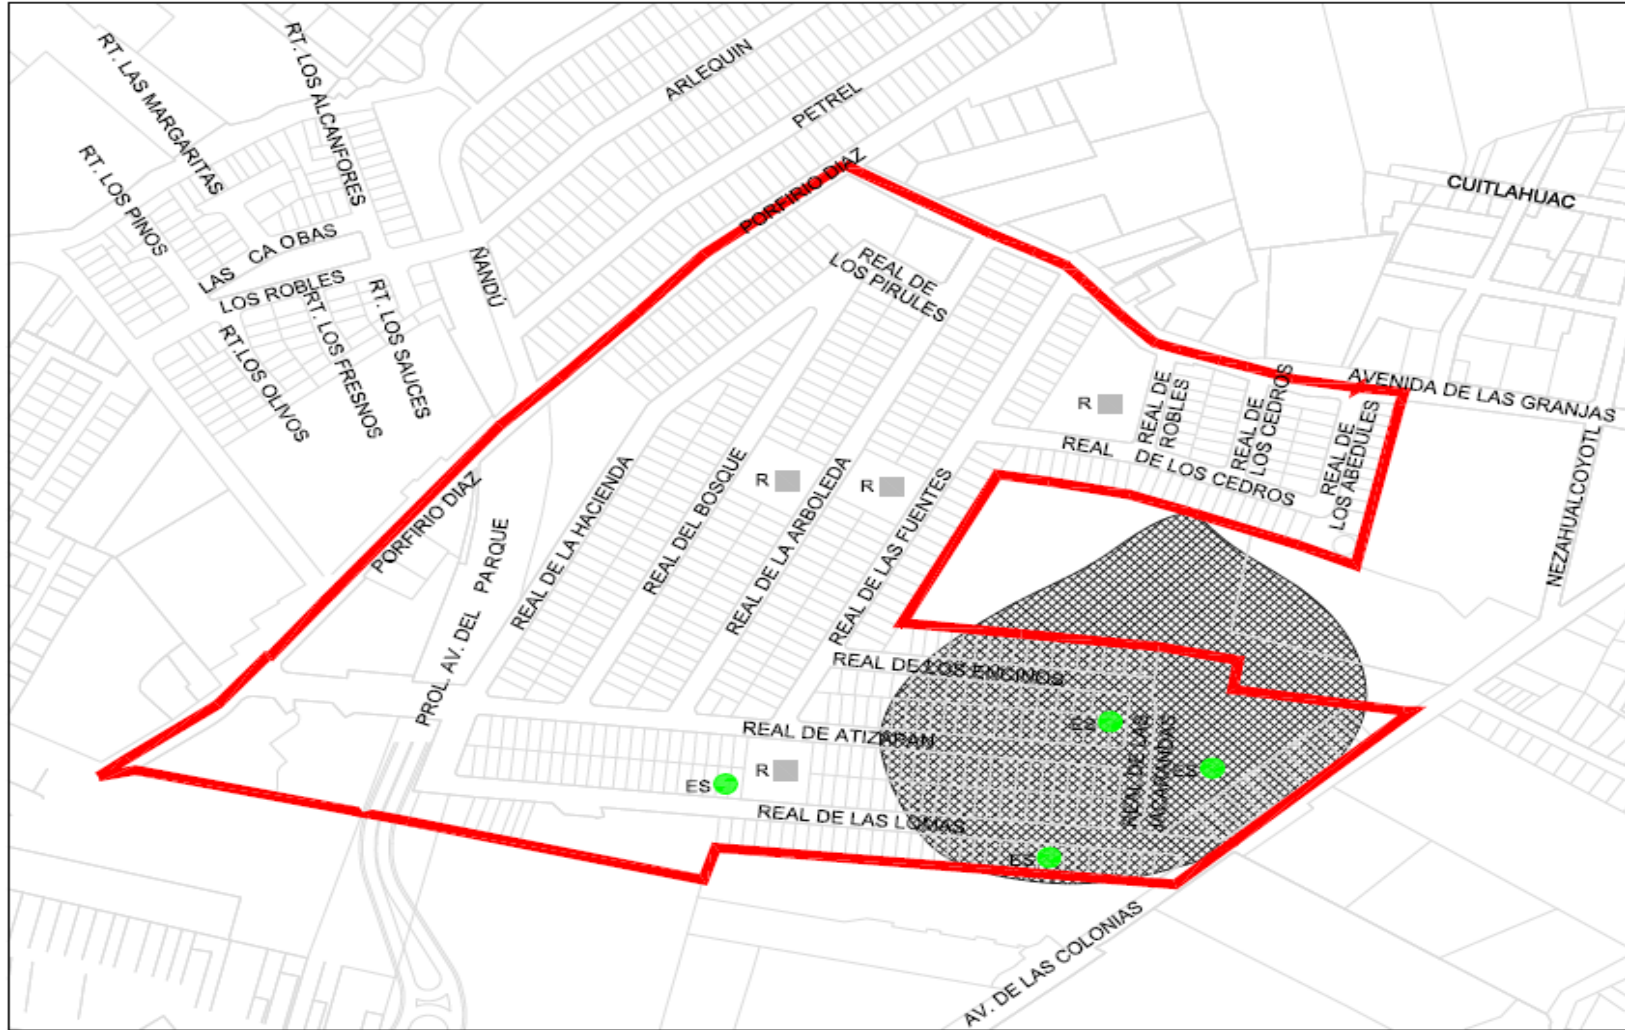 RT. LAS MARGARITAS
RT. LOS ALCANFORES
ARLEQUIN
PETREL
RT. LOS PINOS
LAS CAOBAS
LOS ROBLES
RT. LOS SAUCES
RT. LOS FRESNOS
RT.LOS OLIVOS
ÑANDÚ
PORFIRIO DIAZ
CUITLAHUAC
REAL DE
LOS PIRULES
AVENIDA DE LAS GRANJAS
R
REAL DE
ROBLES
REAL DE
LOS CEDROS
REAL DE
LOS ABEDULES
REAL DE LOS CEDROS
NEZAHUALCOYOTL
PORFIRIO DIAZ
PROL. AV. DEL PARQUE
REAL DE LA HACIENDA
REAL DEL BOSQUE
R
REAL DE LA ARBOLEDA
R
REAL DE LAS FUENTES
REAL DE LOS ENCINOS
REAL DE ATIZAPAN
ES
REAL DE LAS
JACARANDAS
ES
ES
R
REAL DE LAS LOMAS
ES
AV. DE LAS COLONIAS